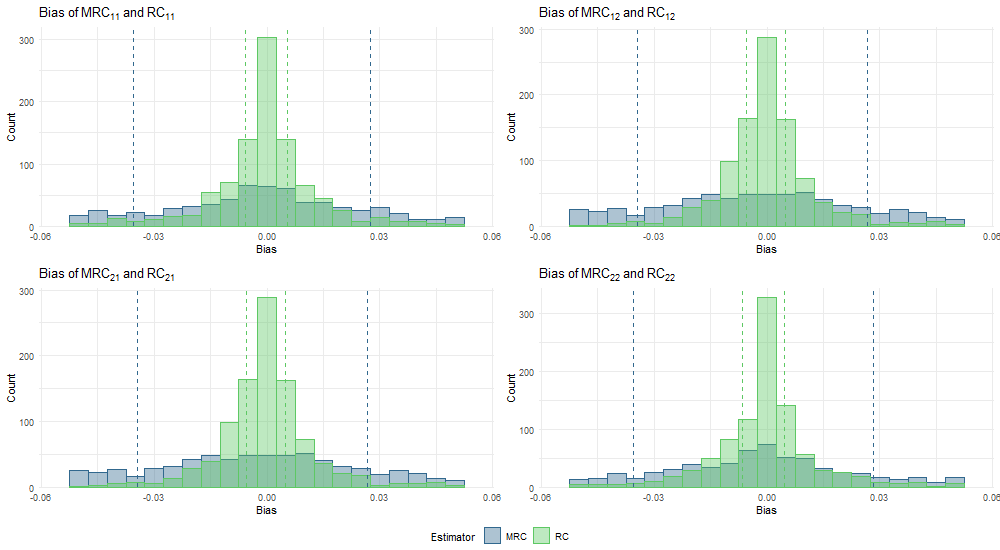 Bias of MRC₁₁ and RC₁₁
Bias of MRC₁₂ and RC₁₂
Count
300
200
100
0
-0.06
-0.03
0.00
0.03
0.06
Bias
Count
300
200
100
0
-0.06
-0.03
0.00
0.03
0.06
Bias
Bias of MRC₂₁ and RC₂₁
Bias of MRC₂₂ and RC₂₂
Count
300
200
100
0
-0.06
-0.03
0.00
0.03
0.06
Bias
Count
300
200
100
0
-0.06
-0.03
0.00
0.03
0.06
Bias
Estimator MRC RC